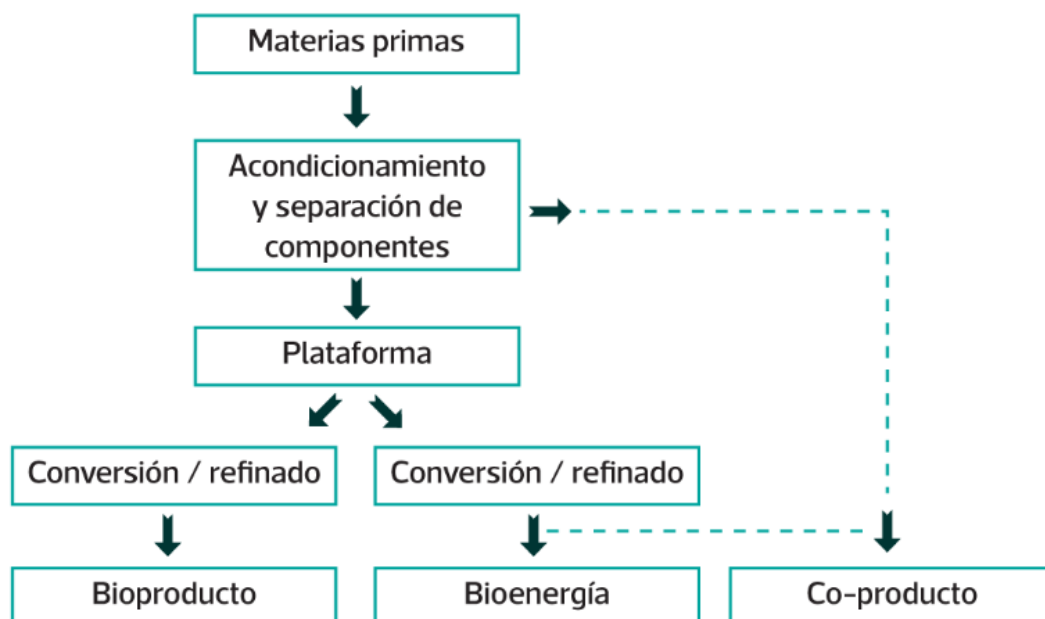 Materias primas
Acondicionamiento
y separación de
componentes
Plataforma
Conversión / refinado
Conversión / refinado
Bioproducto
Bioenergía
Co-producto